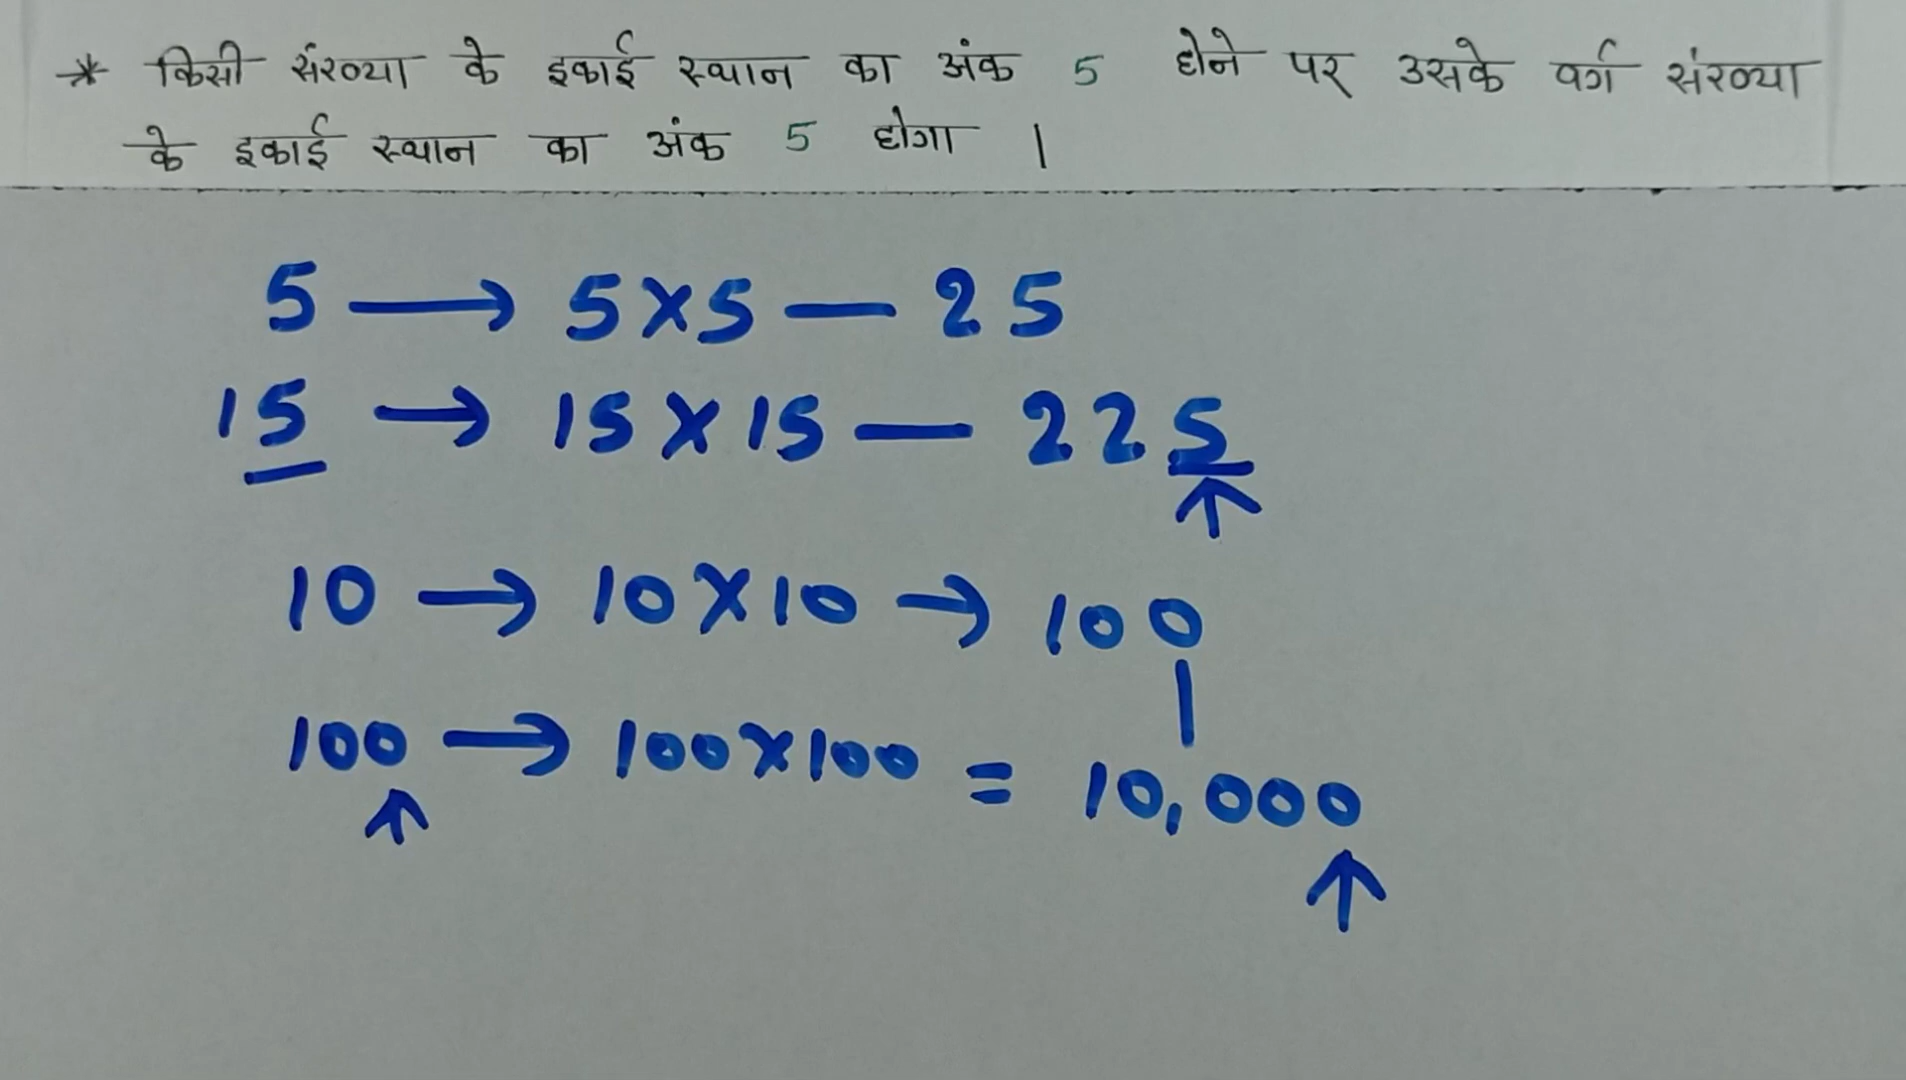 * किसी संख्या के इकाई स्थान का अंक 5 होने पर उसके वर्ग संख्या
के इकाई स्थान का अंक 5 होगा |
5 → 5×5 — 25
15 → 15×15 — 225
10 → 10×10 → 100
100 → 100×100 = 10,000